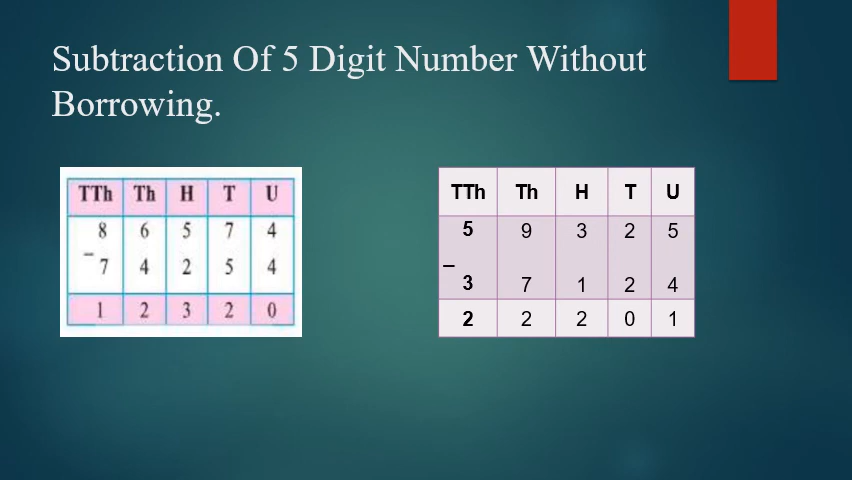 Subtraction Of 5 Digit Number Without
Borrowing.
TTh Th H T U
8 6 5 7 4
− 7 4 2 5 4
1 2 3 2 0
TTh Th H T U
5 9 3 2 5
−
3 7 1 2 4
2 2 2 0 1